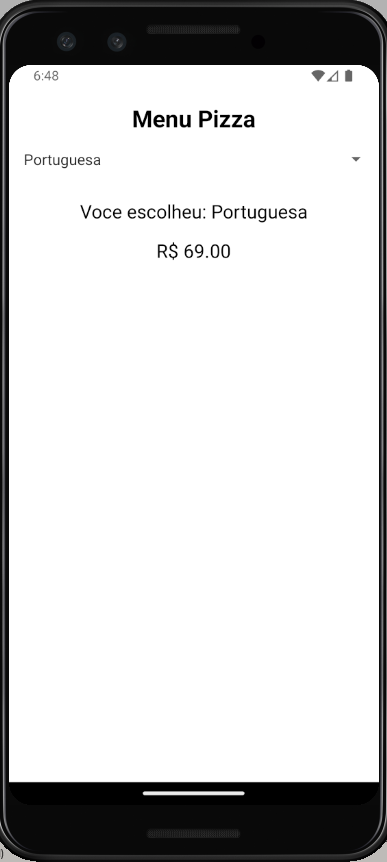 6:48
Menu Pizza
Portuguesa
Voce escolheu: Portuguesa
R$ 69.00